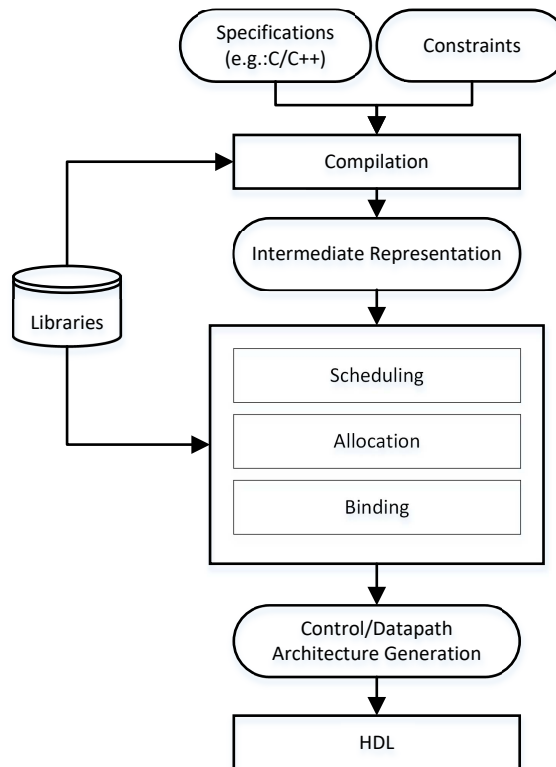 Specifications
(e.g.:C/C++)
Constraints
Compilation
Intermediate Representation
Libraries
Scheduling
Allocation
Binding
Control/Datapath
Architecture Generation
HDL